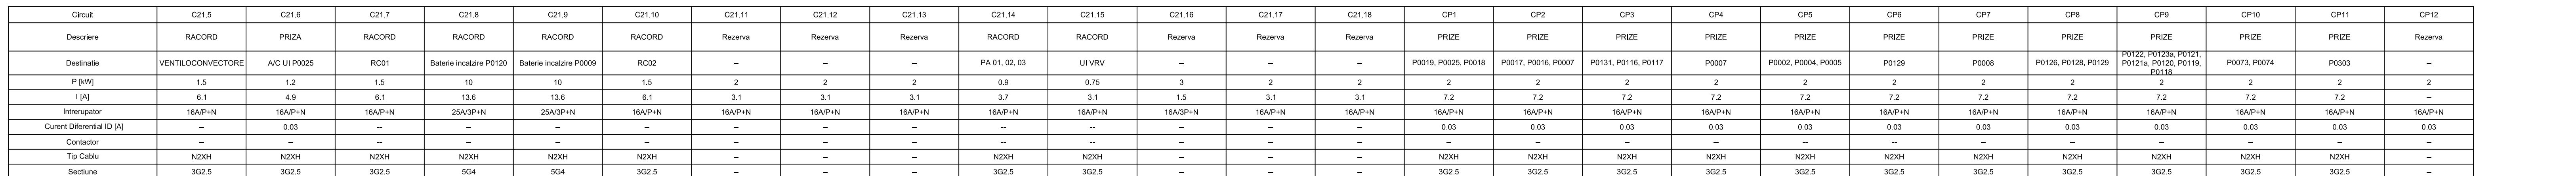 Circuit C21.5 C21.6 C21.7 C21.8 C21.9 C21.10 C21.11 C21.12 C21.13 C21.14 C21.15 C21.16 C21.17 C21.18 CP1 CP2 CP3 CP4 CP5 CP6 CP7 CP8 CP9 CP10 CP11 CP12
Descriere RACORD PRIZA RACORD RACORD RACORD RACORD Rezerva Rezerva Rezerva RACORD RACORD Rezerva Rezerva Rezerva PRIZE PRIZE PRIZE PRIZE PRIZE PRIZE PRIZE PRIZE PRIZE PRIZE PRIZE Rezerva
Destinatie VENTILOCONVECTORE A/C UI P0025 RC01 Baterie Incalzire P0120 Baterie Incalzire P0009 RC02 – – – PA 01, 02, 03 UI VRV – – – P0019, P0025, P0018 P0017, P0016, P0007 P0131, P0116, P0117 P0007 P0002, P0004, P0005 P0129 P0008 P0126, P0128, P0129 P0122, P0123a, P0121,
P0121a, P0120, P0119,
P0118 P0073, P0074 P0303 –
P [kW] 1.5 1.2 1.5 10 10 1.5 2 2 2 0.9 0.75 3 2 2 2 2 2 2 2 2 2 2 2 2 2 2
I [A] 6.1 4.9 6.1 13.6 13.6 6.1 3.1 3.1 3.1 3.7 3.1 1.5 3.1 3.1 7.2 7.2 7.2 7.2 7.2 7.2 7.2 7.2 7.2 7.2 7.2 –
Intrerupator 16A/P+N 16A/P+N 16A/P+N 25A/3P+N 25A/3P+N 16A/P+N 16A/P+N 16A/P+N 16A/P+N 16A/P+N 16A/P+N 16A/3P+N 16A/P+N 16A/P+N 16A/P+N 16A/P+N 16A/P+N 16A/P+N 16A/P+N 16A/P+N 16A/P+N 16A/P+N 16A/P+N 16A/P+N 16A/P+N 16A/P+N
Curent Diferential ID [A] – 0.03 -- – – – – – – -- -- – – – 0.03 0.03 0.03 0.03 0.03 0.03 0.03 0.03 0.03 0.03 0.03 0.03
Contactor – – -- – – – – – – -- -- – – – – – – – -- -- – – – – – –
Tip Cablu N2XH N2XH N2XH N2XH N2XH N2XH – – – N2XH N2XH – – – N2XH N2XH N2XH N2XH N2XH N2XH N2XH N2XH N2XH N2XH N2XH –
Sectiune 3G2.5 3G2.5 3G2.5 5G4 5G4 3G2.5 – – – 3G2.5 3G2.5 – – – 3G2.5 3G2.5 3G2.5 3G2.5 3G2.5 3G2.5 3G2.5 3G2.5 3G2.5 3G2.5 3G2.5 –